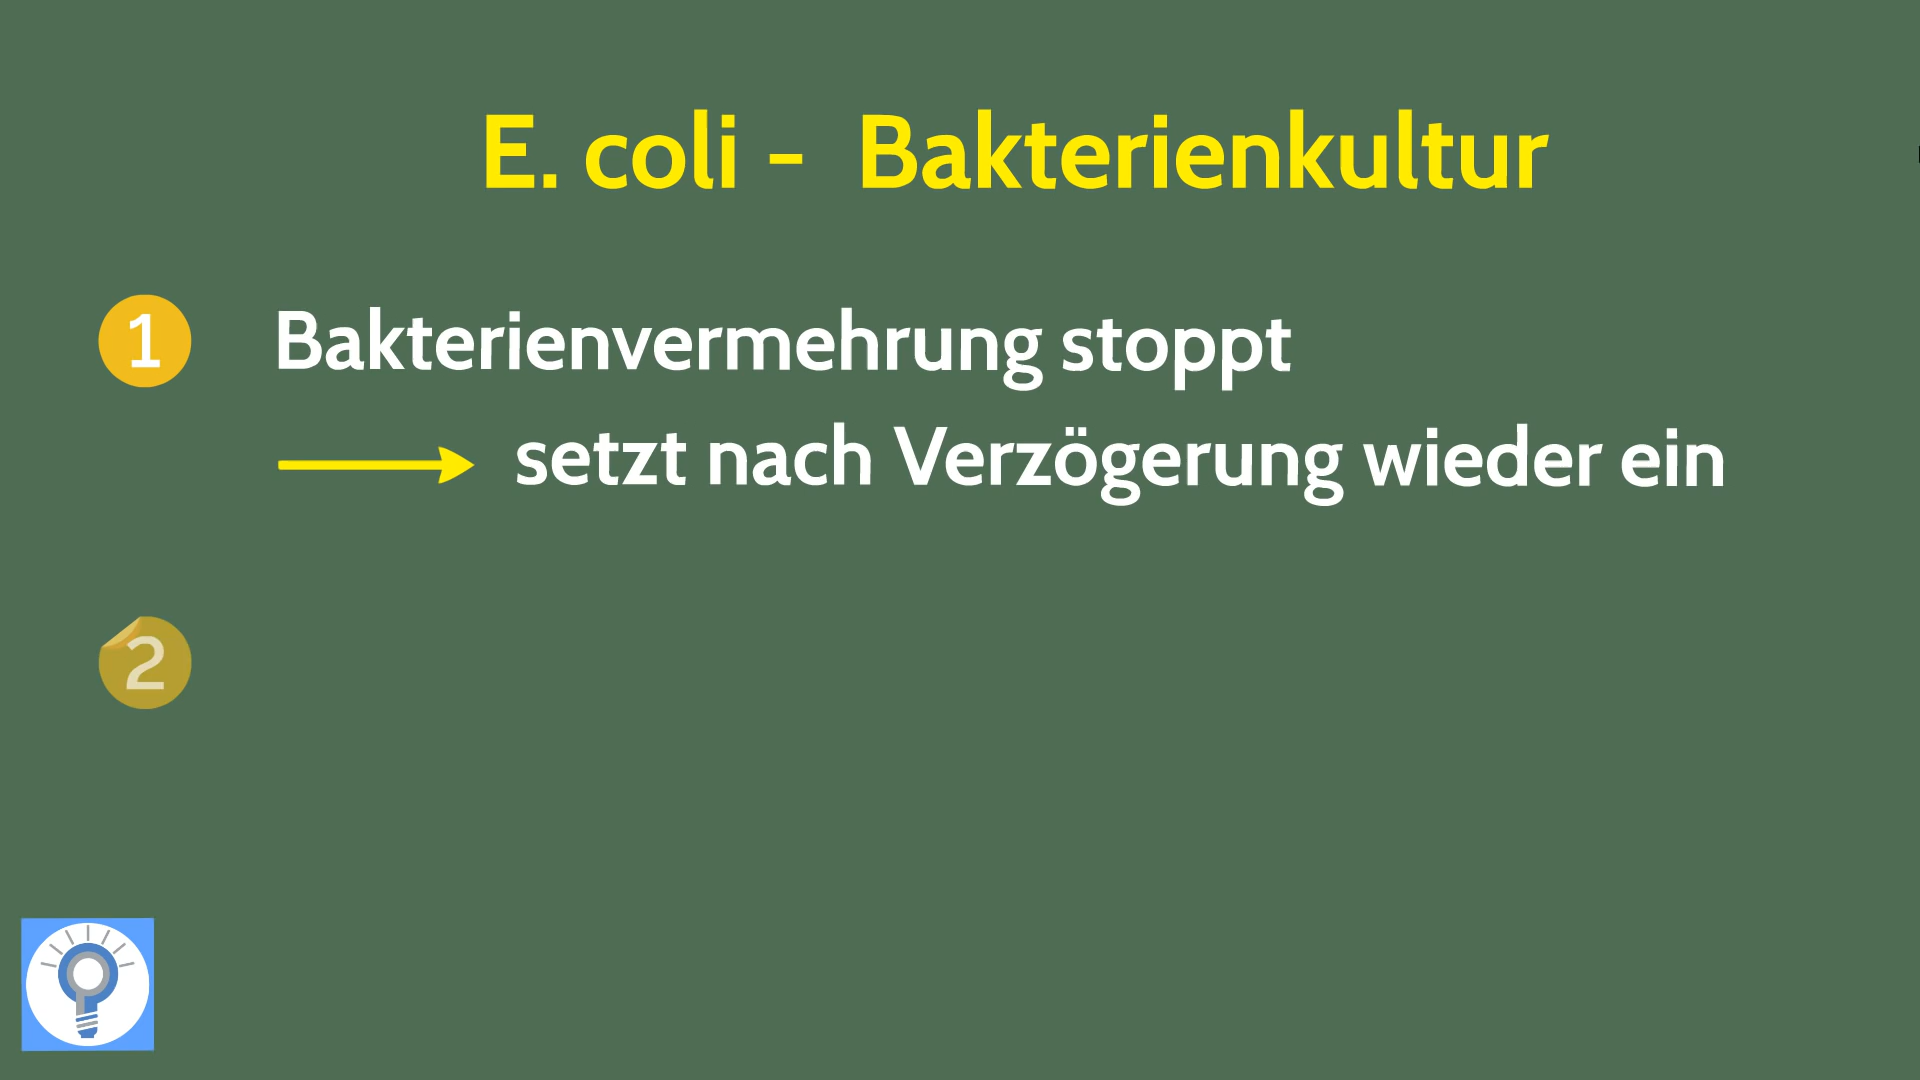 E. coli - Bakterienkultur
1 Bakterienvermehrung stoppt
setzt nach Verzögerung wieder ein
2